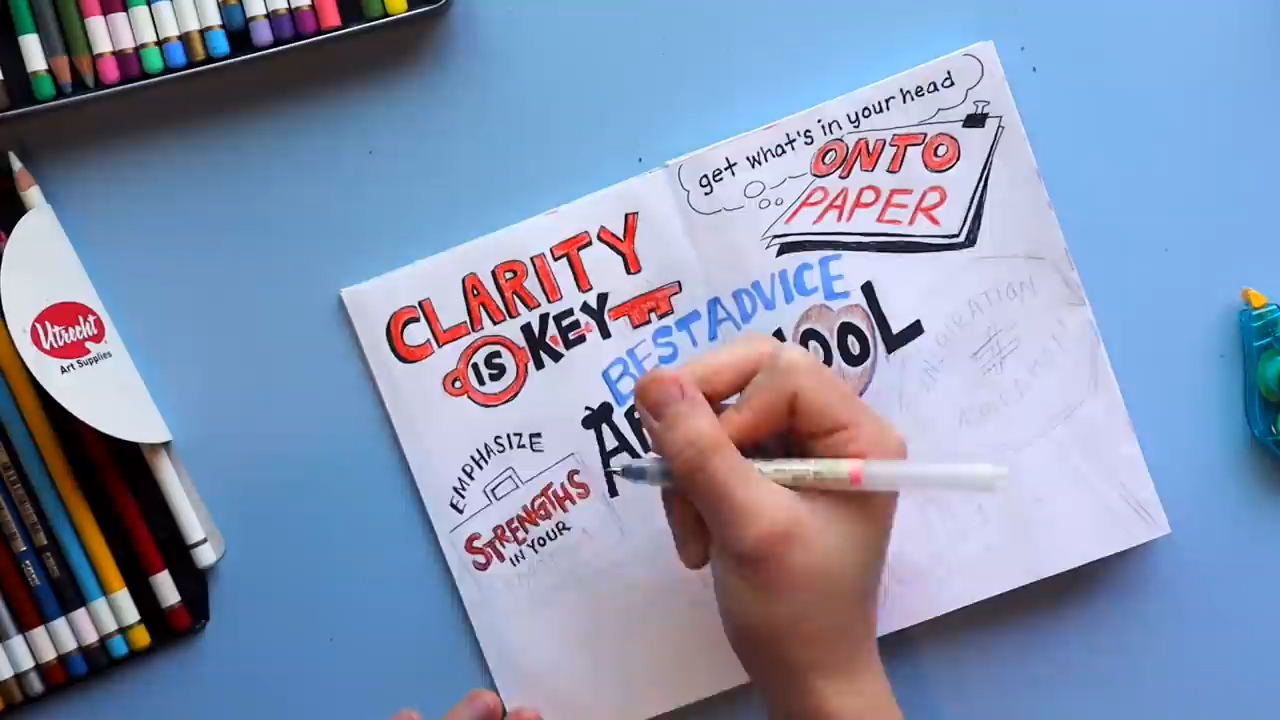 get what's in your head
ONTO
PAPER
CLARITY
IS KEY
BEST ADVICE
EMPHASIZE
STRENGTHS
IN YOUR
Utrecht
Art Supplies